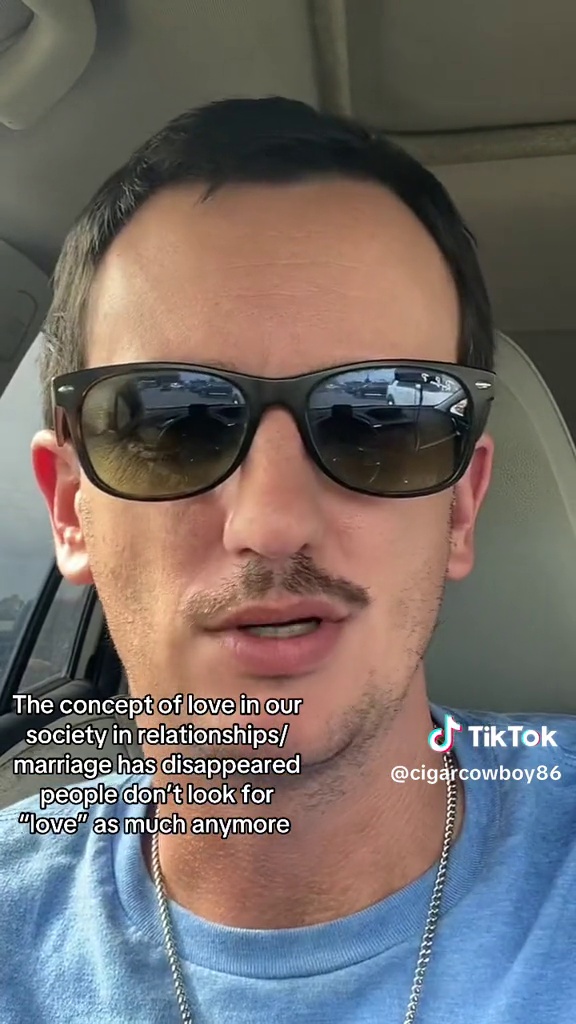 The concept of love in our
society in relationships/
marriage has disappeared
people don't look for
"love" as much anymore
TikTok
@cigarcowboy86